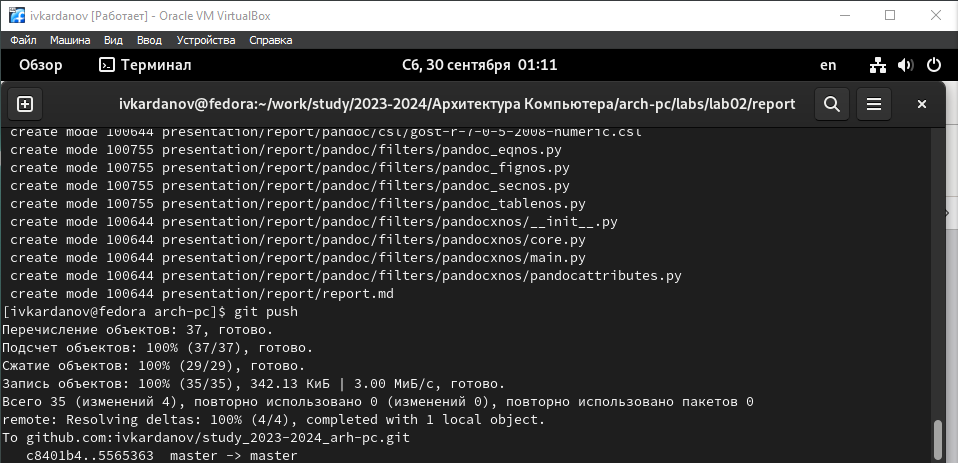 ivkardanov [Работает] - Oracle VM VirtualBox
Файл Машина Вид Ввод Устройства Справка
Обзор Терминал Сб, 30 сентября 01:11 en
ivkardanov@fedora:~/work/study/2023-2024/Архитектура Компьютера/arch-pc/labs/lab02/report
create mode 100644 presentation/report/pandoc/csl/gost-r-7-0-5-2008-numeric.csl
create mode 100755 presentation/report/pandoc/filters/pandoc_eqnos.py
create mode 100755 presentation/report/pandoc/filters/pandoc_fignos.py
create mode 100755 presentation/report/pandoc/filters/pandoc_secnos.py
create mode 100755 presentation/report/pandoc/filters/pandoc_tablenos.py
create mode 100644 presentation/report/pandoc/filters/pandocxnos/__init__.py
create mode 100644 presentation/report/pandoc/filters/pandocxnos/core.py
create mode 100644 presentation/report/pandoc/filters/pandocxnos/main.py
create mode 100644 presentation/report/pandoc/filters/pandocxnos/pandocattributes.py
create mode 100644 presentation/report/report.md
[ivkardanov@fedora arch-pc]$ git push
Перечисление объектов: 37, готово.
Подсчет объектов: 100% (37/37), готово.
Сжатие объектов: 100% (29/29), готово.
Запись объектов: 100% (35/35), 342.13 КиБ | 3.00 МиБ/с, готово.
Всего 35 (изменений 4), повторно использовано 0 (изменений 0), повторно использовано пакетов 0
remote: Resolving deltas: 100% (4/4), completed with 1 local object.
To github.com:ivkardanov/study_2023-2024_arh-pc.git
c8401b4..5565363 master -> master